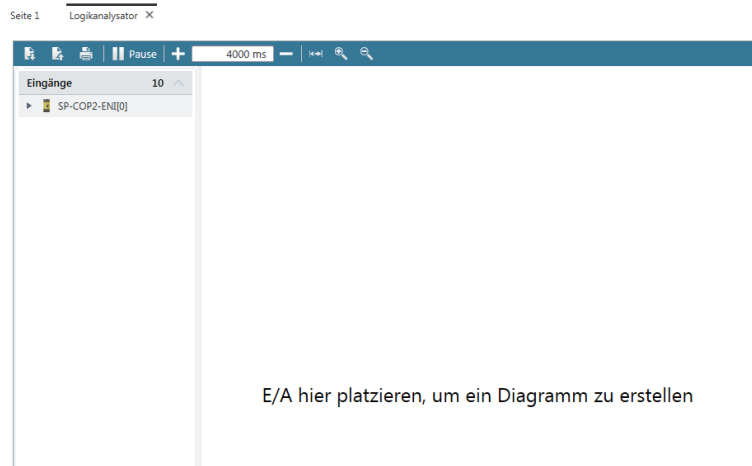 Seite 1 Logikanalysator
Pause 4000 ms
Eingänge 10
SP-COP2-ENI[0]
E/A hier platzieren, um ein Diagramm zu erstellen